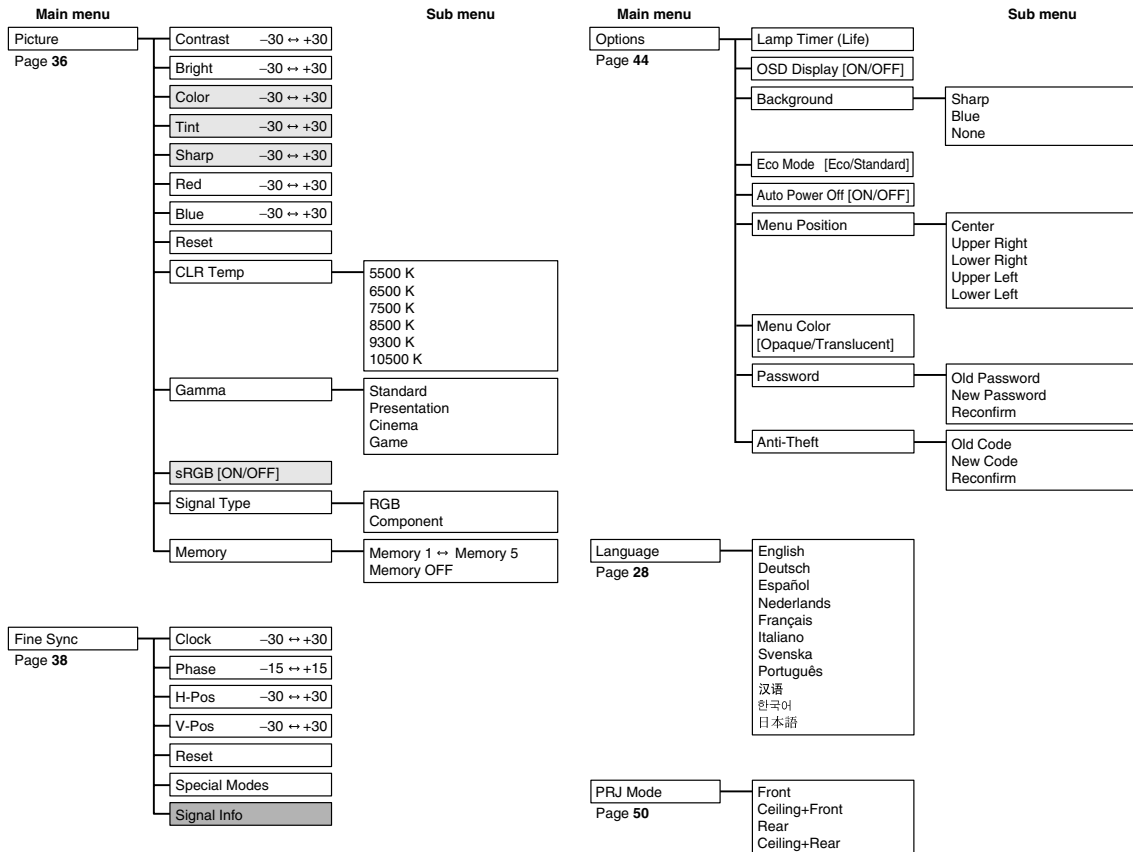 Main menu
Sub menu
Picture
Page 36
Contrast −30 ↔ +30
Bright −30 ↔ +30
Color −30 ↔ +30
Tint −30 ↔ +30
Sharp −30 ↔ +30
Red −30 ↔ +30
Blue −30 ↔ +30
Reset
CLR Temp
5500 K
6500 K
7500 K
8500 K
9300 K
10500 K
Gamma
Standard
Presentation
Cinema
Game
sRGB [ON/OFF]
Signal Type
RGB
Component
Memory
Memory 1 ↔ Memory 5
Memory OFF
Fine Sync
Page 38
Clock −30 ↔ +30
Phase −15 ↔ +15
H-Pos −30 ↔ +30
V-Pos −30 ↔ +30
Reset
Special Modes
Signal Info
Main menu
Sub menu
Options
Page 44
Lamp Timer (Life)
OSD Display [ON/OFF]
Background
Sharp
Blue
None
Eco Mode [Eco/Standard]
Auto Power Off [ON/OFF]
Menu Position
Center
Upper Right
Lower Right
Upper Left
Lower Left
Menu Color
[Opaque/Translucent]
Password
Old Password
New Password
Reconfirm
Anti-Theft
Old Code
New Code
Reconfirm
Language
Page 28
English
Deutsch
Español
Nederlands
Français
Italiano
Svenska
Português
汉语
한국어
日本語
PRJ Mode
Page 50
Front
Ceiling+Front
Rear
Ceiling+Rear